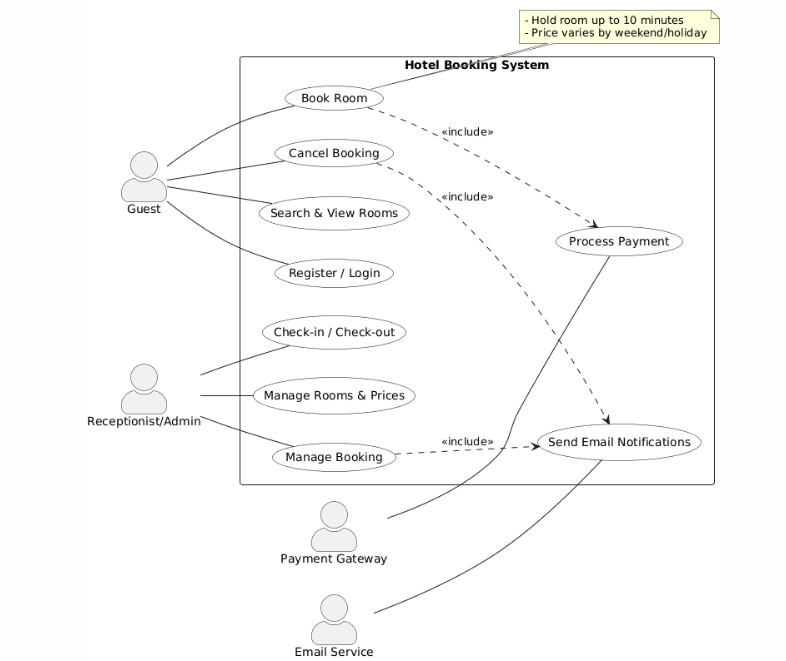 - Hold room up to 10 minutes
- Price varies by weekend/holiday
Hotel Booking System
Book Room
«include»
Cancel Booking
«include»
Guest
Search & View Rooms
Process Payment
Register / Login
Check-in / Check-out
Manage Rooms & Prices
Receptionist/Admin
«include»
Send Email Notifications
Manage Booking
Payment Gateway
Email Service